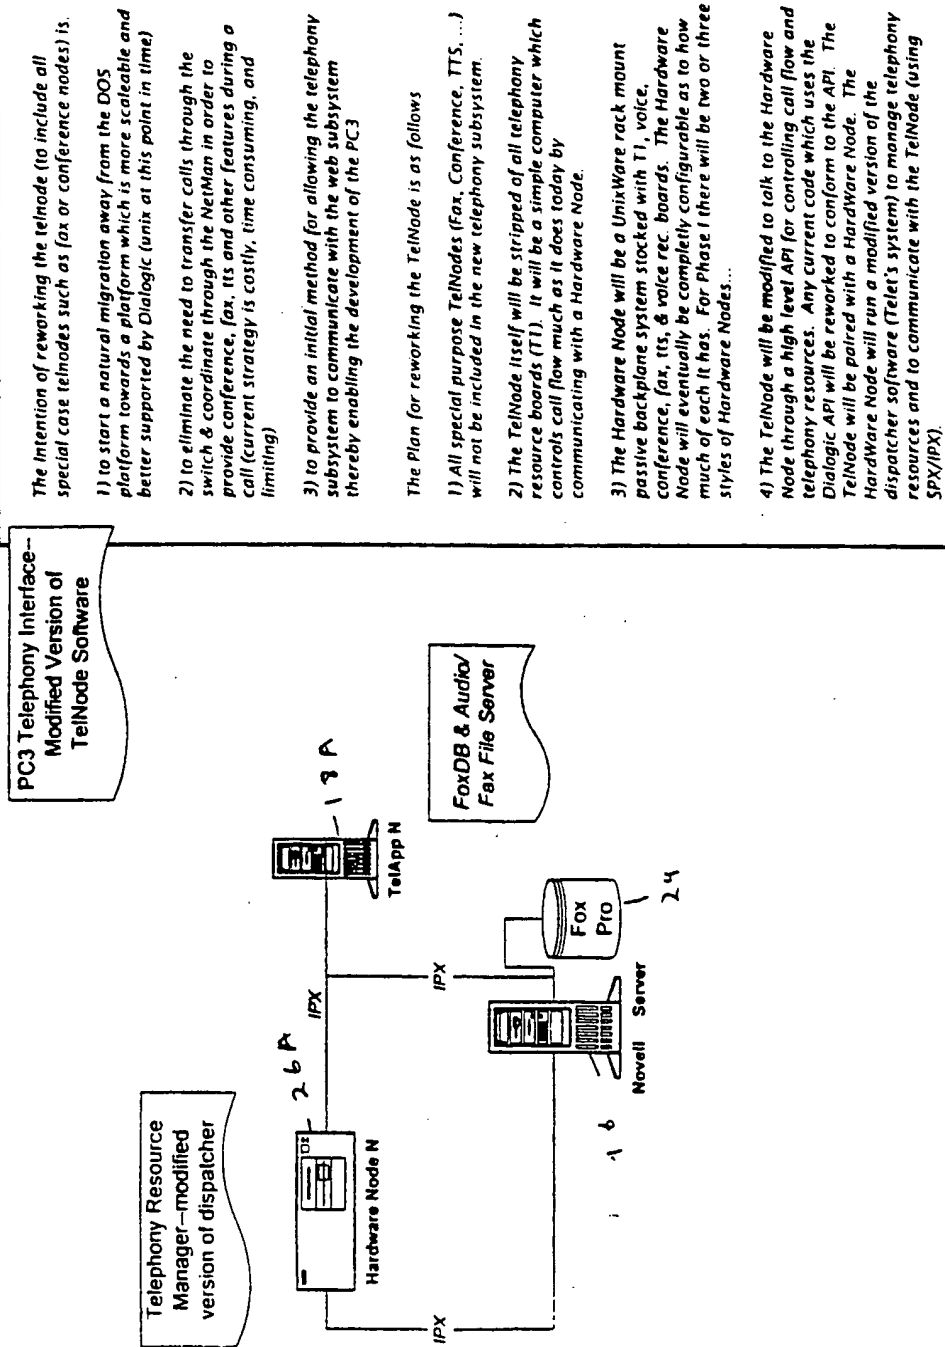 PC3 Telephony Interface--
Modified Version of
TelNode Software
Telephony Resource
Manager--modified
version of dispatcher
26A
Hardware Node N
IPX
IPX
IPX
18A
TelApp N
FoxDB & Audio/
Fax File Server
Fox
Pro
24
Novell Server
16
The Intention of reworking the telnode (to include all
special case telnodes such as fax or conference nodes) is.
1) to start a natural migration away from the DOS
platform towards a platform which is more scaleable and
better supported by Dialogic (unix at this point in time)
2) to eliminate the need to transfer calls through the
switch & coordinate through the NetMan in order to
provide conference, fax, tts and other features during a
call (current strategy is costly, time consuming, and
limiting)
3) to provide an initial method for allowing the telephony
subsystem to communicate with the web subsystem
thereby enabling the development of the PC3
The Plan for reworking the TelNode is as follows
1) All special purpose TelNodes (Fax, Conference, TTS, ...)
will not be included in the new telephony subsystem.
2) The TelNode itself will be stripped of all telephony
resource boards (T1). It will be a simple computer which
controls call flow much as it does today by
communicating with a Hardware Node.
3) The Hardware Node will be a UnixWare rack mount
passive backplane system stocked with T1, voice,
conference, fax, tts, & voice rec. boards. The Hardware
Node will eventually be completly configurable as to how
much of each it has. For Phase I there will be two or three
styles of Hardware Nodes...
4) The TelNode will be modified to talk to the Hardware
Node through a high level API for controlling call flow and
telephony resources. Any current code which uses the
Dialogic API will be reworked to conform to the API. The
TelNode will be paired with a HardWare Node. The
HardWare Node will run a modified version of the
dispatcher software (Telet's system) to manage telephony
resources and to communicate with the TelNode (using
SPX/IPX).